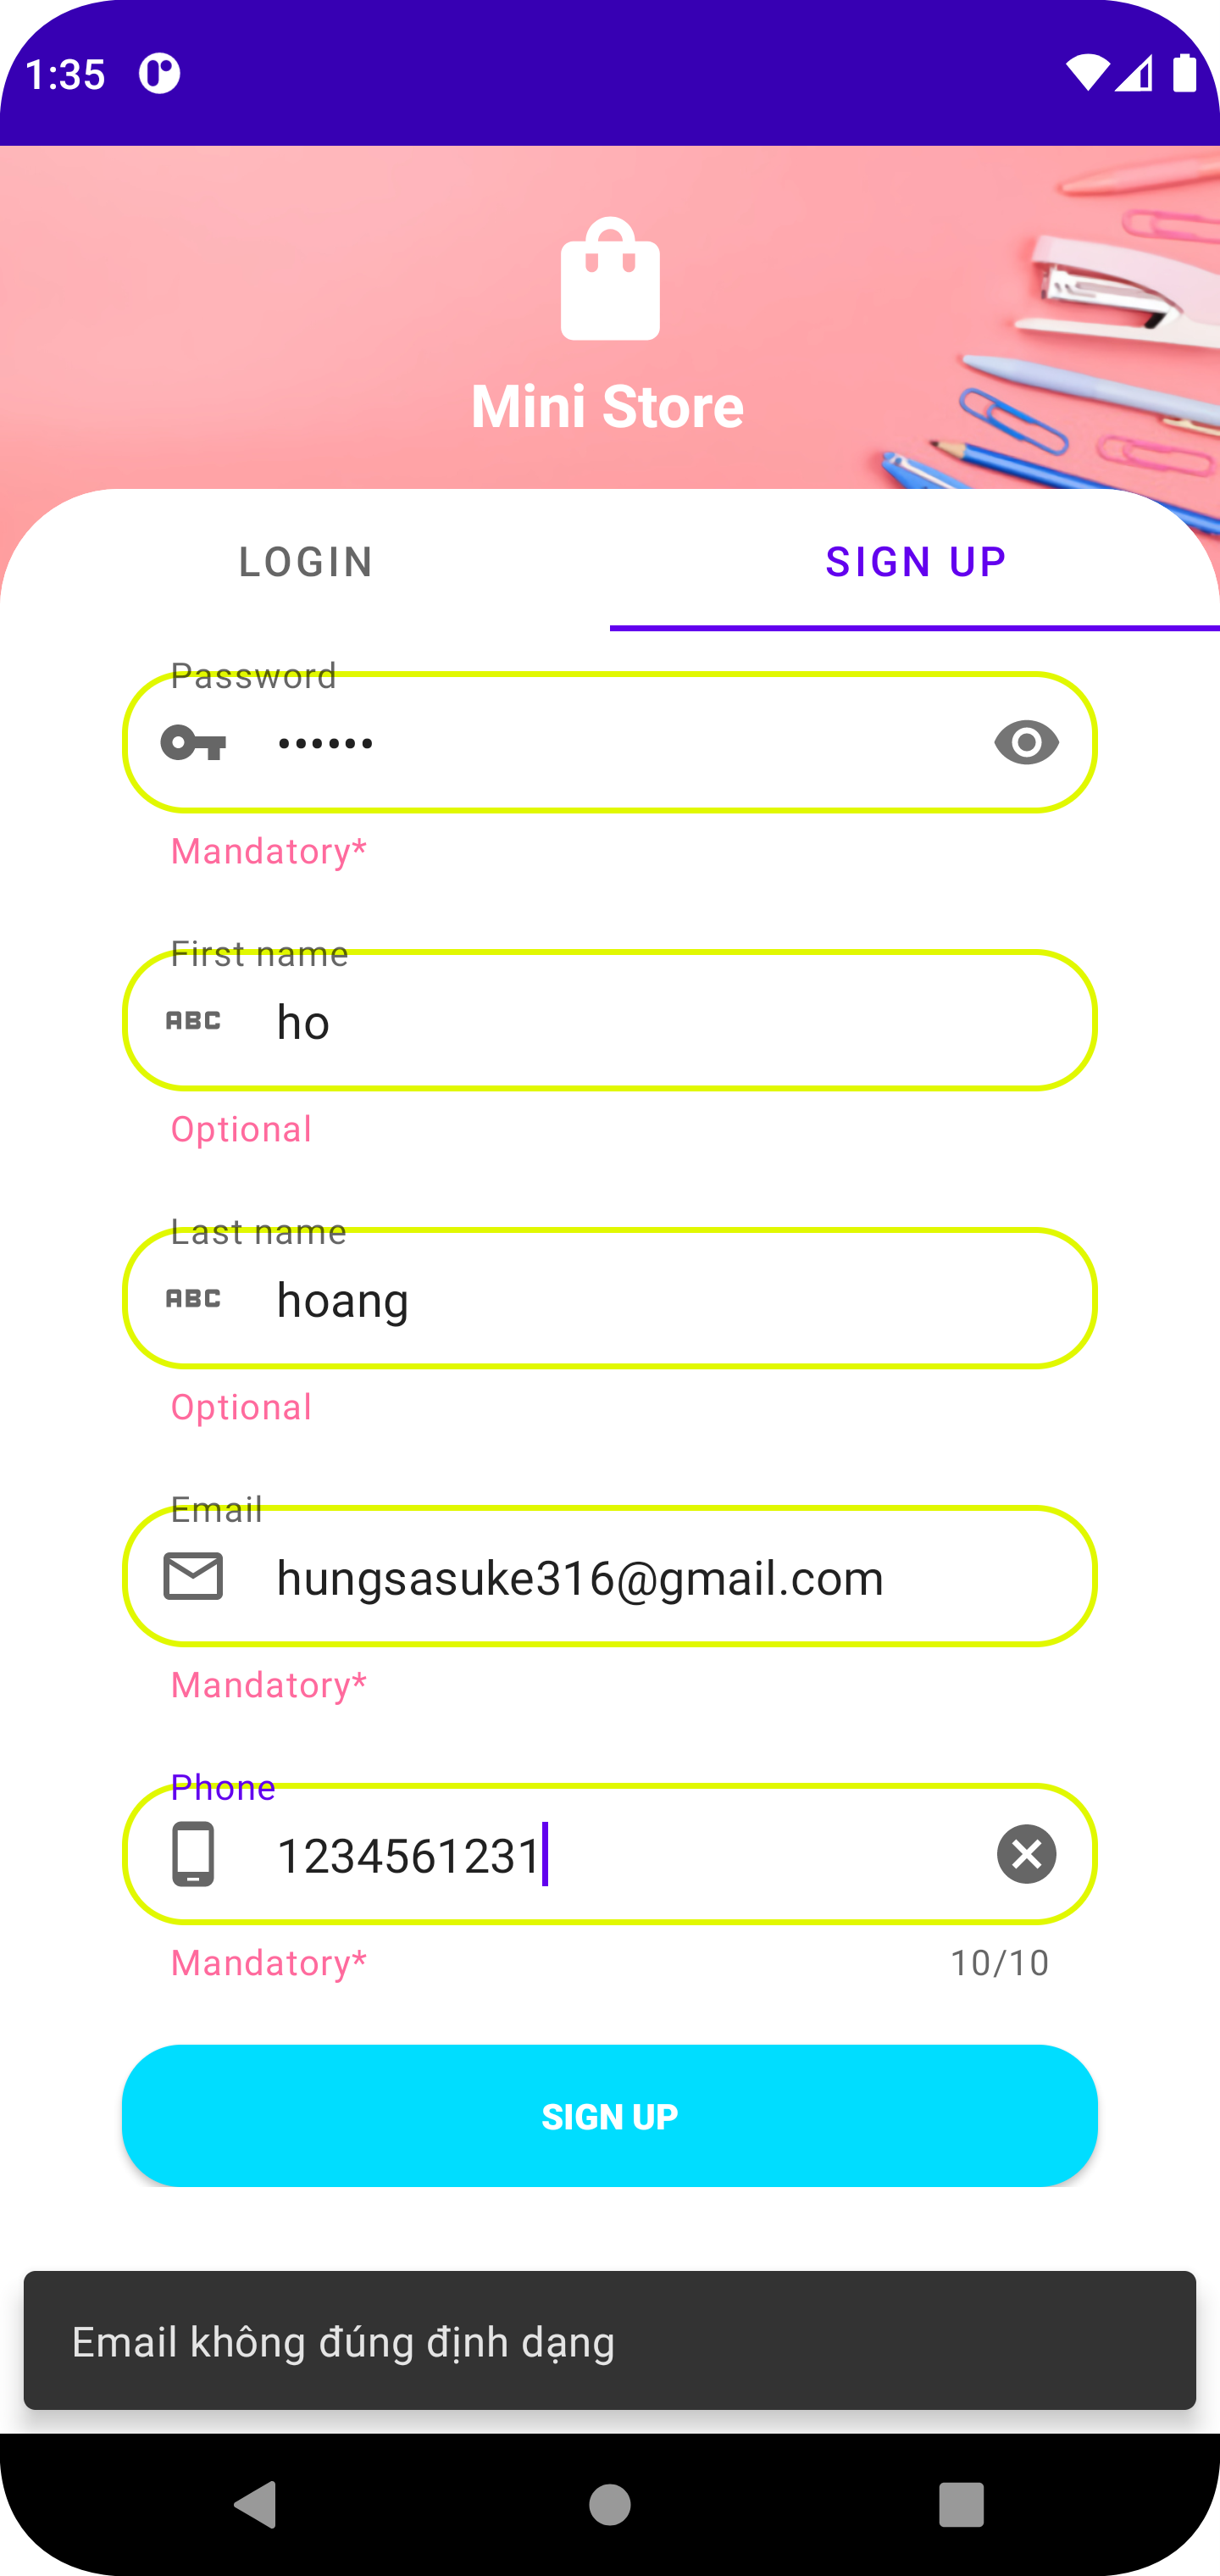 1:35
Mini Store
LOGIN
SIGN UP
Password
••••••
Mandatory*
First name
ABC
ho
Optional
Last name
ABC
hoang
Optional
Email
hungsasuke316@gmail.com
Mandatory*
Phone
1234561231
Mandatory*
10/10
SIGN UP
Email không đúng định dạng